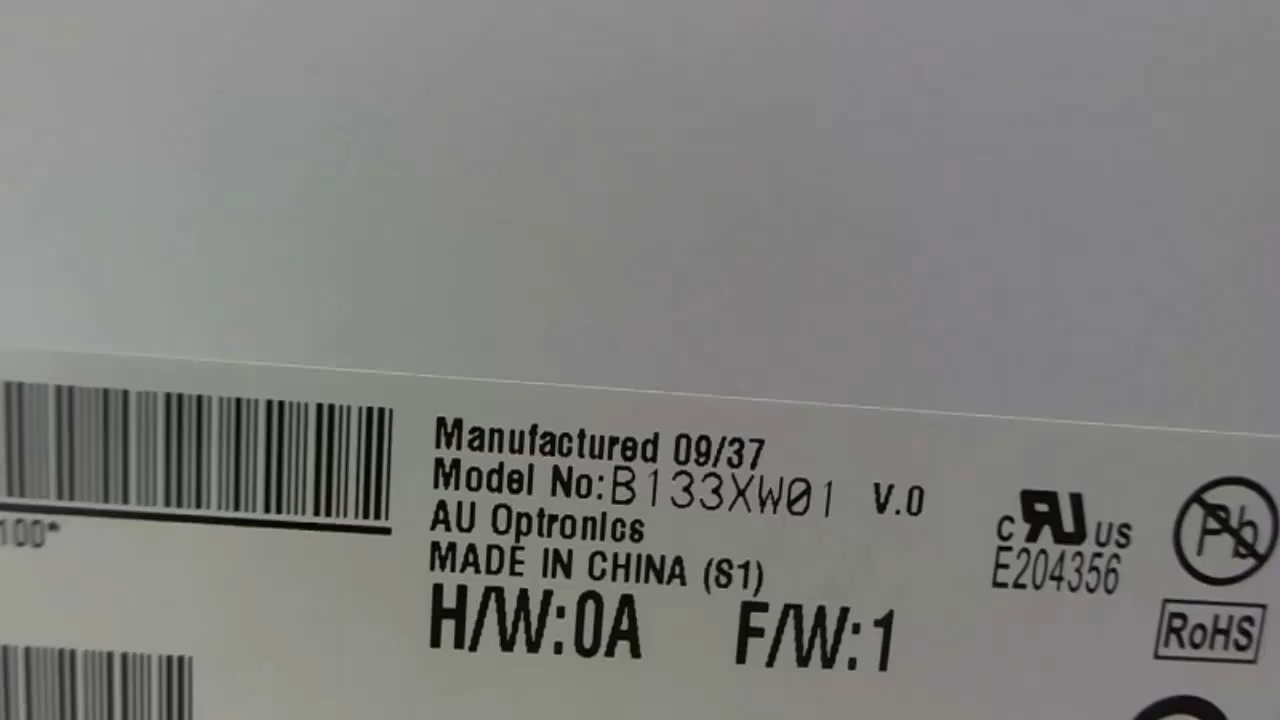 Manufactured 09/37
Model No:B133XW01 V.0
AU Optronics
MADE IN CHINA (S1)
H/W:0A F/W:1
100*
c RU US
E204356
Pb
RoHS